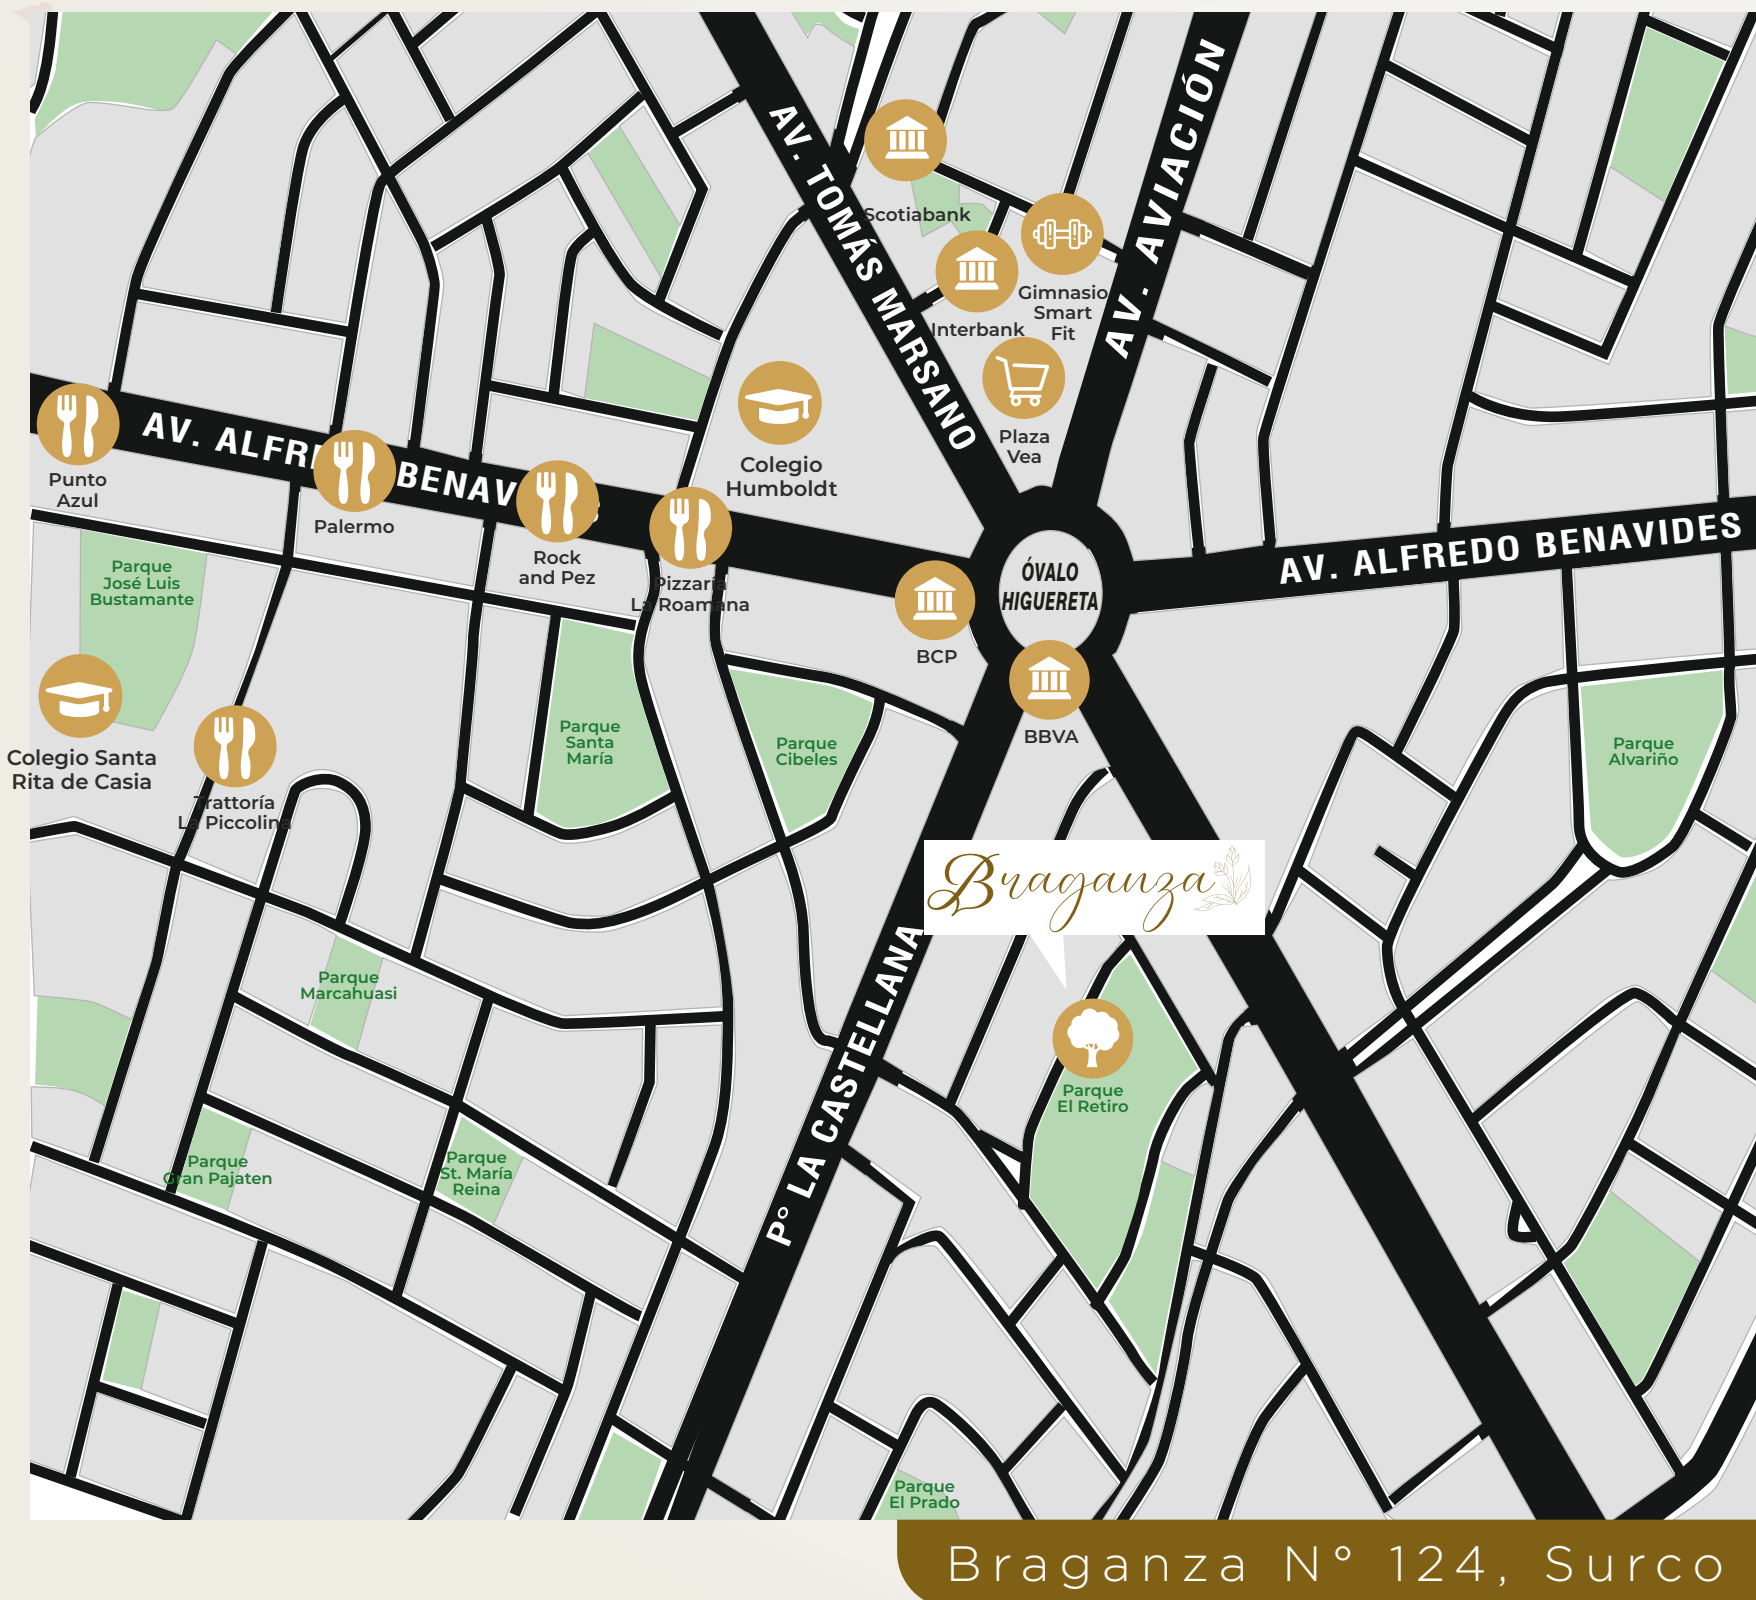 AV. TOMÁS MARSANO
AV. AVIACIÓN
Scotiabank
Gimnasio
Smart
Fit
Interbank
Plaza
Vea
Colegio
Humboldt
AV. ALFR
BENAV
Punto
Azul
Palermo
Rock
and Pez
Pizzaría
La Roamana
BCP
ÓVALO
HIGUERETA
AV. ALFREDO BENAVIDES
BBVA
Parque
José Luis
Bustamante
Colegio Santa
Rita de Casia
Trattoría
La Piccolina
Parque
Santa
María
Parque
Cibeles
Parque
Alvariño
Braganza
P° LA CASTELLANA
Parque
Marcahuasi
Parque
El Retiro
Parque
Gran Pajaten
Parque
St. María
Reina
Parque
El Prado
Braganza N° 124, Surco